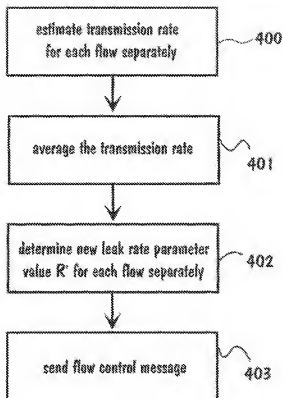 estimate transmission rate
for each flow separately
400
average the transmission rate
401
determine new leak rate parameter
value R' for each flow separately
402
send flow control message
403